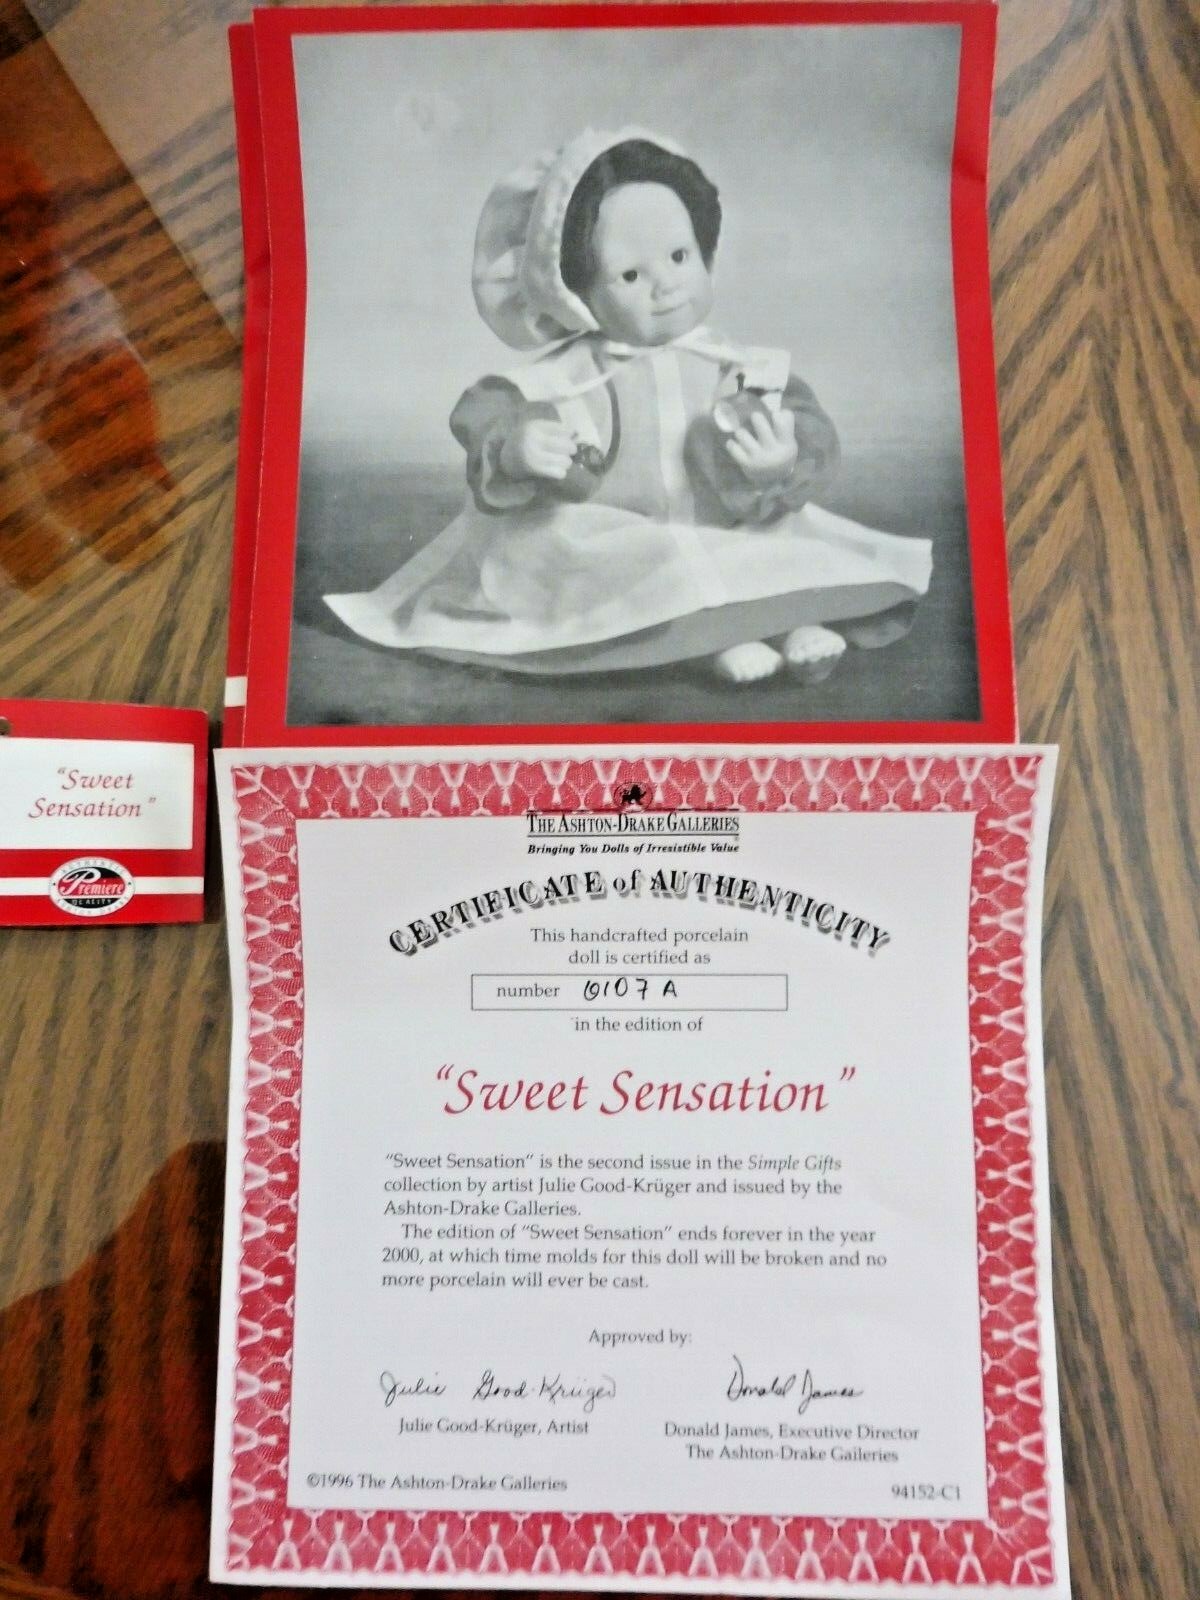 "Sweet
Sensation"
AUTHENTIC
Premiere
QUALITY
THE ASHTON-DRAKE GALLERIES
Bringing You Dolls of Irresistible Value
CERTIFICATE of AUTHENTICITY
This handcrafted porcelain
doll is certified as
number 0107 A
in the edition of
"Sweet Sensation"
"Sweet Sensation" is the second issue in the Simple Gifts
collection by artist Julie Good-Krüger and issued by the
Ashton-Drake Galleries.
The edition of "Sweet Sensation" ends forever in the year
2000, at which time molds for this doll will be broken and no
more porcelain will ever be cast.
Approved by:
Julie Good-Krüger
Donald James
Julie Good-Krüger, Artist
Donald James, Executive Director
The Ashton-Drake Galleries
©1996 The Ashton-Drake Galleries
94152-C1